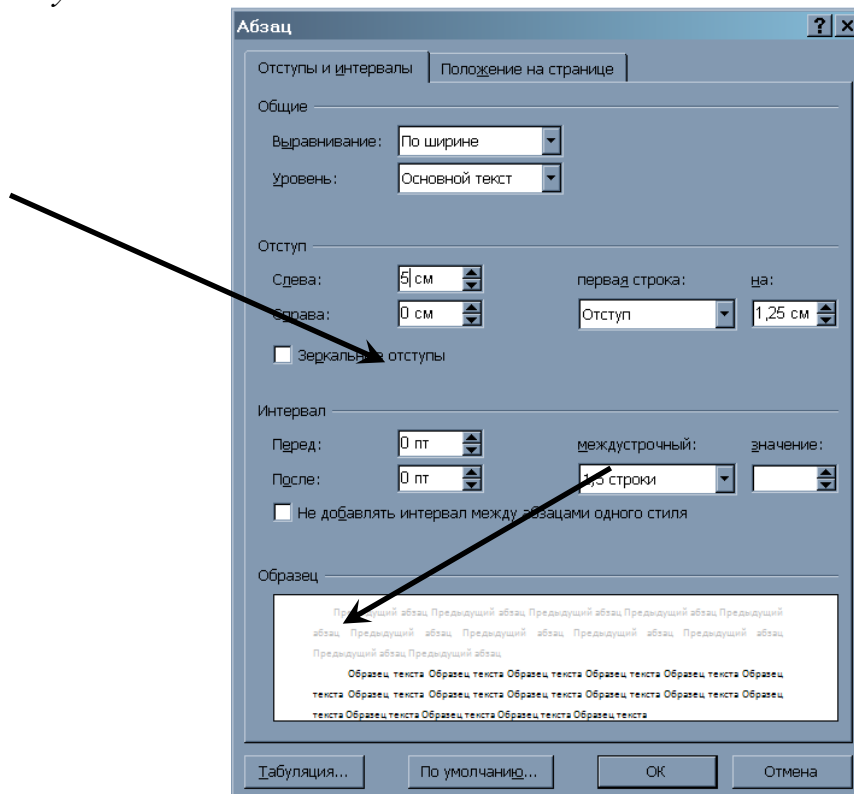 Абзац
Отступы и интервалы Положение на странице
Общие
Выравнивание: По ширине
Уровень: Основной текст
Отступ
Слева: 5 см первая строка: на:
Справа: 0 см Отступ 1,25 см
Зеркальные отступы
Интервал
Перед: 0 пт междустрочный: значение:
После: 0 пт 1,5 строки
Не добавлять интервал между абзацами одного стиля
Образец
Предыдущий абзац Предыдущий абзац Предыдущий абзац Предыдущий абзац Предыдущий
абзац Предыдущий абзац Предыдущий абзац Предыдущий абзац Предыдущий абзац
Предыдущий абзац Предыдущий абзац
Образец текста Образец текста Образец текста Образец текста Образец текста Образец
текста Образец текста Образец текста Образец текста Образец текста Образец текста Образец
текста Образец текста Образец текста Образец текста Образец текста
Табуляция... По умолчанию... ОК Отмена